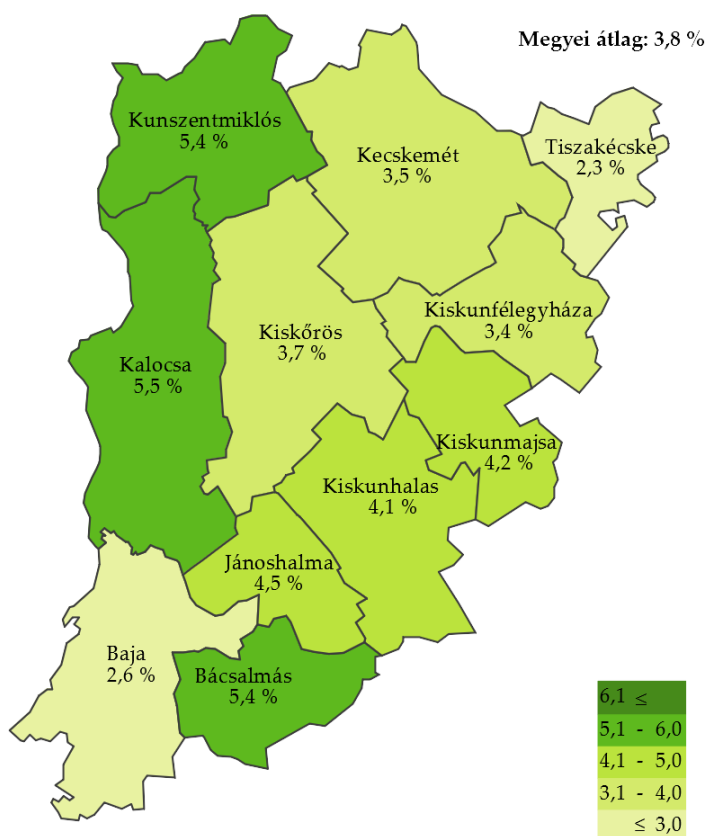 Megyei átlag: 3,8 %
Kunszentmiklós
5,4 %
Kecskemét
3,5 %
Tiszakécske
2,3 %
Kiskunfélegyháza
3,4 %
Kiskőrös
3,7 %
Kalocsa
5,5 %
Kiskunmajsa
4,2 %
Kiskunhalas
4,1 %
Jánoshalma
4,5 %
Baja
2,6 %
Bácsalmás
5,4 %
6,1 ≤
5,1 - 6,0
4,1 - 5,0
3,1 - 4,0
≤ 3,0